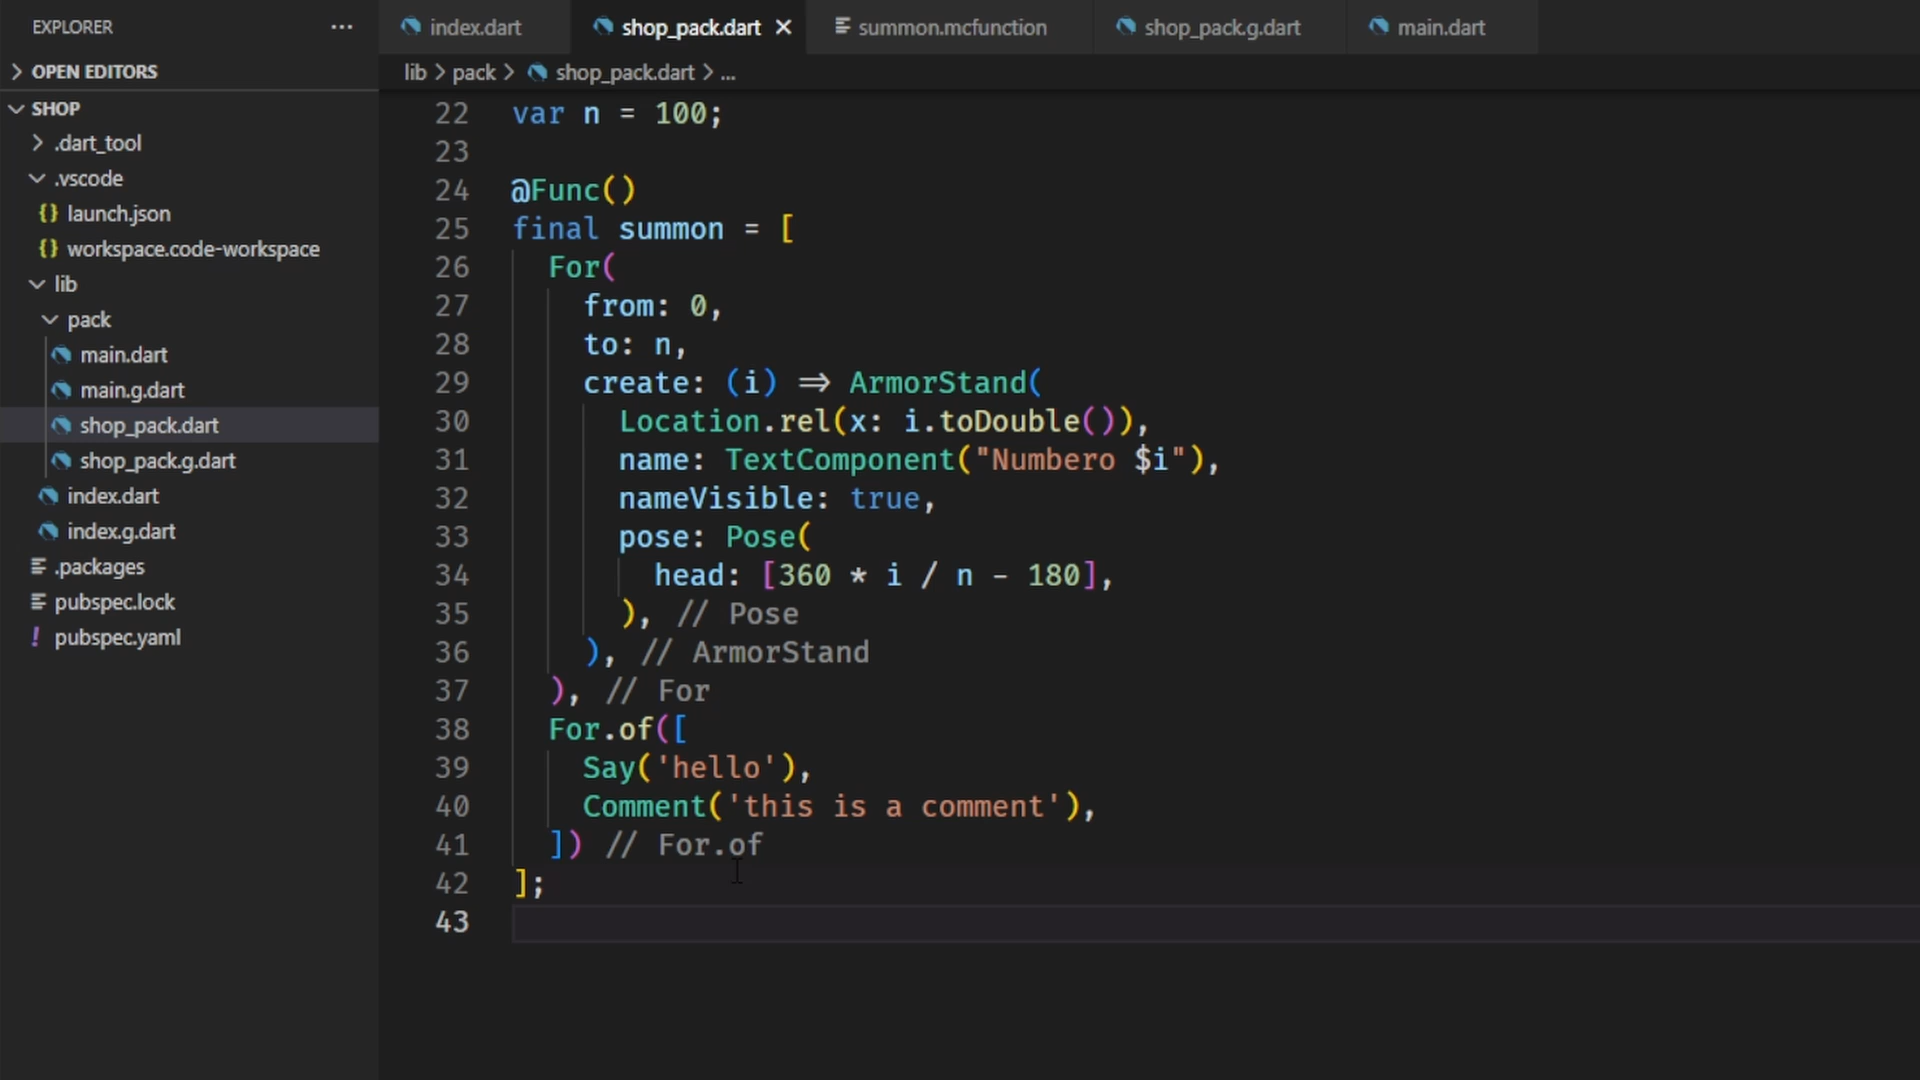 EXPLORER
...
OPEN EDITORS
SHOP
.dart_tool
.vscode
{} launch.json
{} workspace.code-workspace
lib
pack
main.dart
main.g.dart
shop_pack.dart
shop_pack.g.dart
index.dart
index.g.dart
.packages
pubspec.lock
! pubspec.yaml
index.dart
shop_pack.dart
summon.mcfunction
shop_pack.g.dart
main.dart
lib > pack > shop_pack.dart > ...
22 var n = 100;
23
24 @Func()
25 final summon = [
26 For(
27 from: 0,
28 to: n,
29 create: (i) => ArmorStand(
30 Location.rel(x: i.toDouble()),
31 name: TextComponent("Numbero $i"),
32 nameVisible: true,
33 pose: Pose(
34 head: [360 * i / n - 180],
35 ), // Pose
36 ), // ArmorStand
37 ), // For
38 For.of([
39 Say('hello'),
40 Comment('this is a comment'),
41 ]) // For.of
42 ];
43